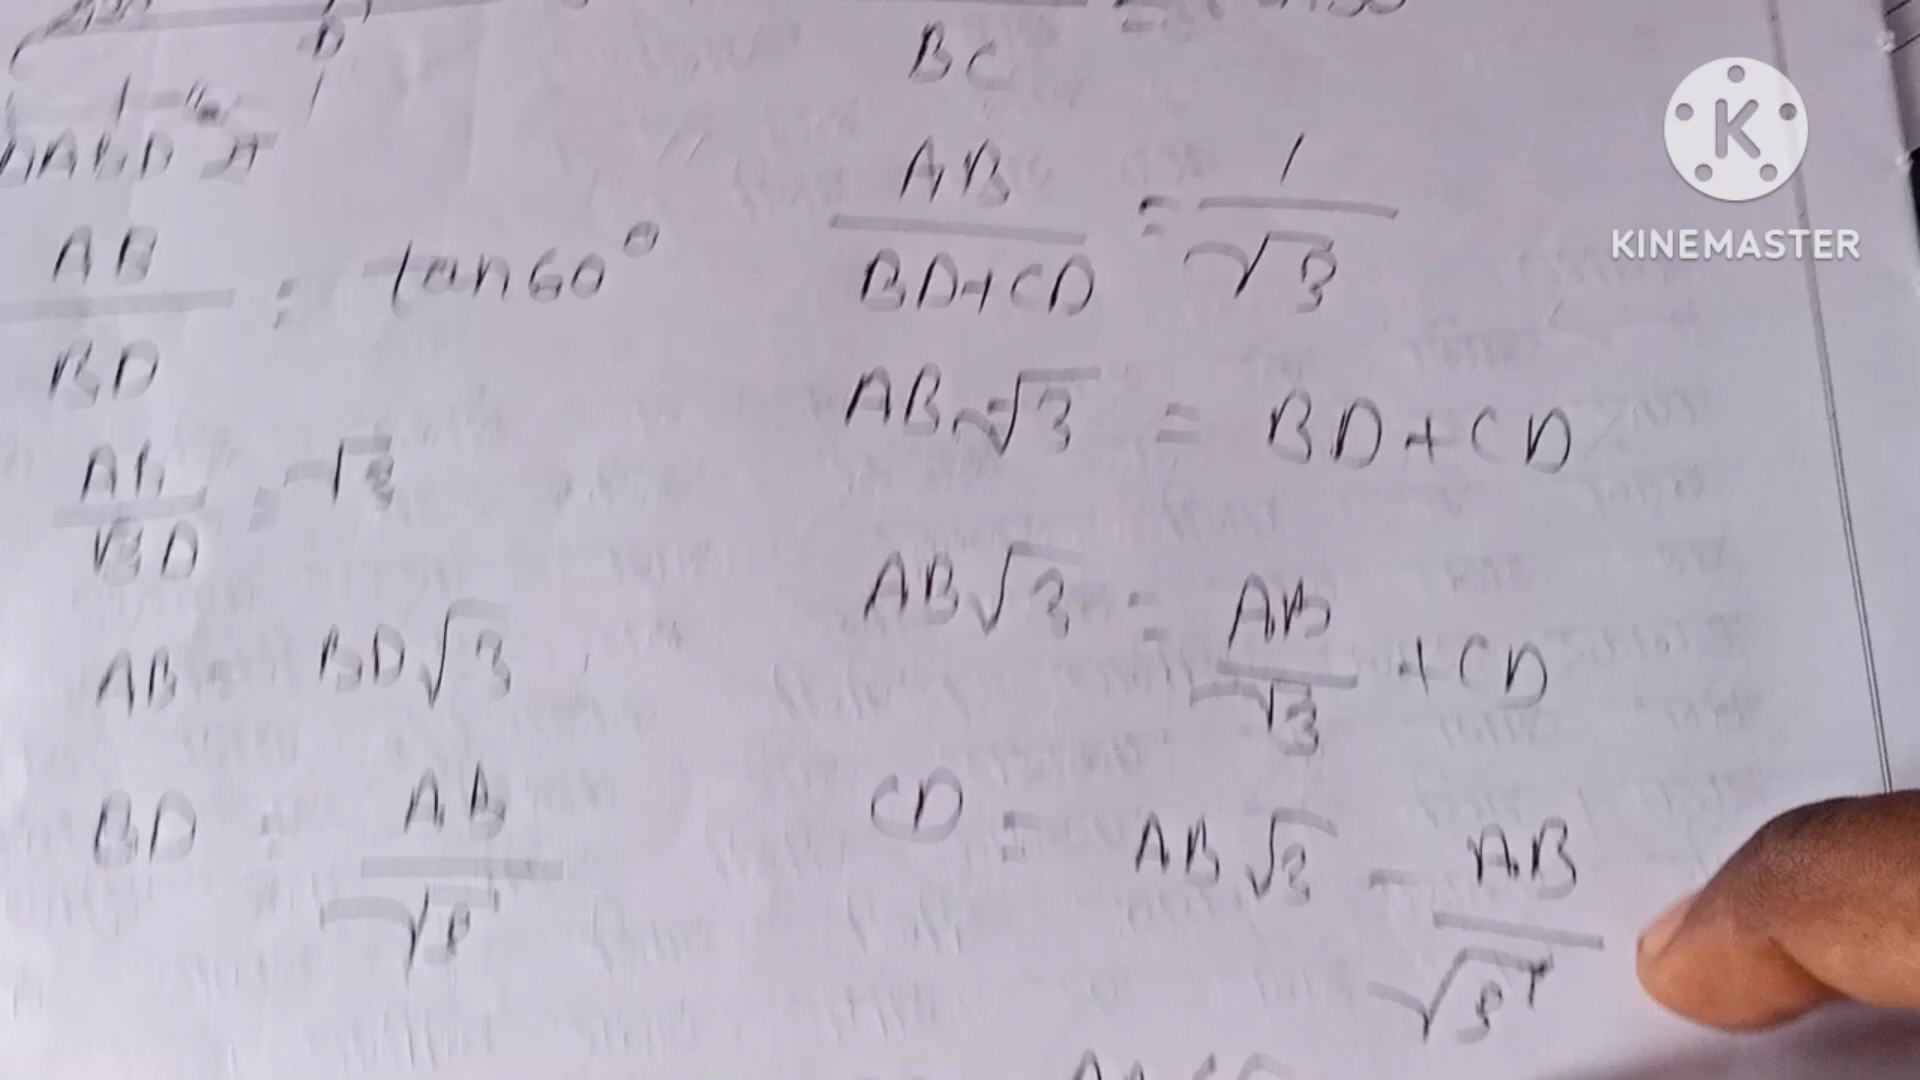 BC
ΔABD में
AB/BD = tan60°
AB/BD = √3
AB = BD√3
BD = AB/√3
AB/BD+CD = 1/√3
AB√3 = BD+CD
AB√3 = AB/√3 +CD
CD = AB√3 - AB/√3
KINEMASTER